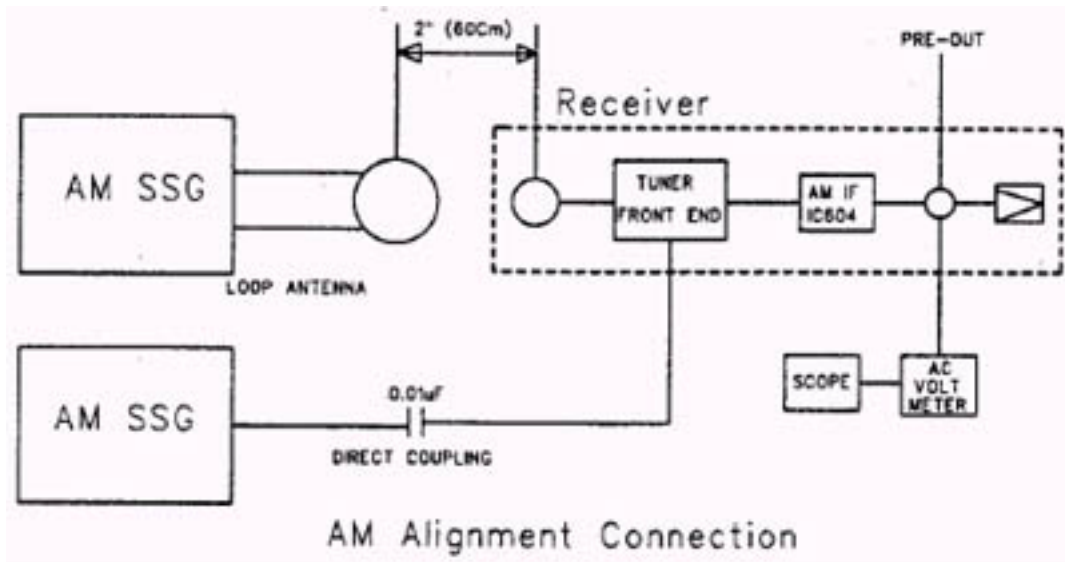 2" (60Cm)
PRE-OUT
Receiver
AM SSG
TUNER
FRONT END
AM IF
IC604
LOOP ANTENNA
AM SSG
0.01uF
DIRECT COUPLING
SCOPE
AC
VOLT
METER
AM Alignment Connection